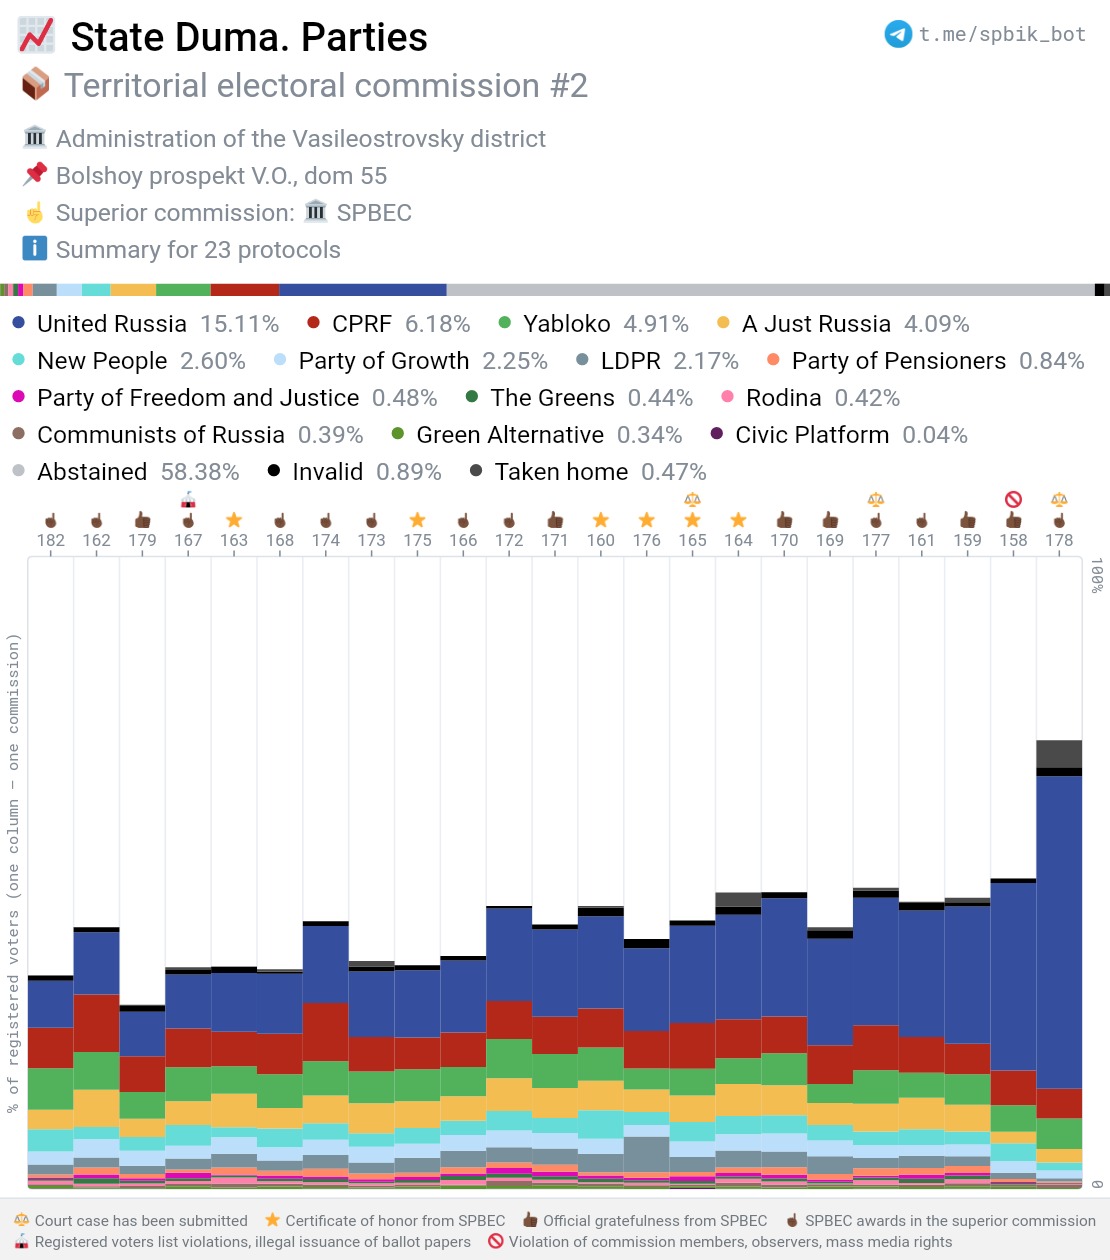 State Duma. Parties
t.me/spbik_bot
Territorial electoral commission #2
Administration of the Vasileostrovsky district
Bolshoy prospekt V.O., dom 55
Superior commission: SPBEC
Summary for 23 protocols
United Russia 15.11% CPRF 6.18% Yabloko 4.91% A Just Russia 4.09%
New People 2.60% Party of Growth 2.25% LDPR 2.17% Party of Pensioners 0.84%
Party of Freedom and Justice 0.48% The Greens 0.44% Rodina 0.42%
Communists of Russia 0.39% Green Alternative 0.34% Civic Platform 0.04%
Abstained 58.38% Invalid 0.89% Taken home 0.47%
182 162 179 167 163 168 174 173 175 166 172 171 160 176 165 164 170 169 177 161 159 158 178
100%
% of registered voters (one column – one commission)
0
Court case has been submitted Certificate of honor from SPBEC Official gratefulness from SPBEC SPBEC awards in the superior commission
Registered voters list violations, illegal issuance of ballot papers Violation of commission members, observers, mass media rights